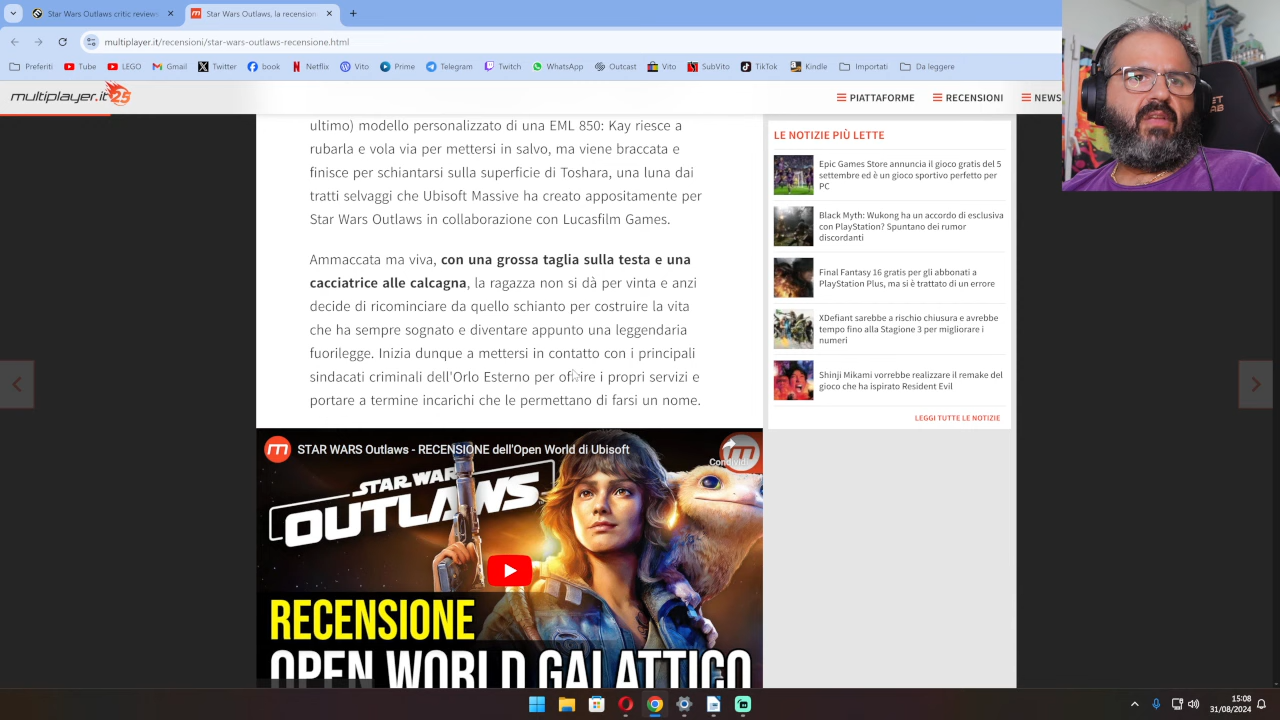 Star Wars Outlaws critic reviews
Star Wars Outlaws, la recensione
multiplayer.it/recensioni/star-wars-outlaws-recensione.html
Preferiti
Tube
LEGO
Gmail
Twitter
book
Netflix
Vito
Prime
Telegram
Twitch
WhatsApp
Outcast
Vito
SubVito
TikTok
Klarna
Kindle
Importati
Da leggere
multiplayer.it 25
PIATTAFORME
RECENSIONI
NEWS
ultimo) modello personalizzato di una EML 850: Kay riesce a
rubarla e vola via per mettersi in salvo, ma viene braccata e
finisce per schiantarsi sulla superficie di Toshara, una luna dai
tratti selvaggi che Ubisoft Massive ha creato appositamente per
Star Wars Outlaws in collaborazione con Lucasfilm Games.
Ammaccata ma viva, con una grossa taglia sulla testa e una
cacciatrice alle calcagna, la ragazza non si dà per vinta e anzi
decide di ricominciare da quello schianto per costruire la vita
che ha sempre sognato e diventare appunto una leggendaria
fuorilegge. Inizia dunque a mettersi in contatto con i principali
sindacati criminali dell'Orlo Esterno per offrire i propri servizi e
portare a termine incarichi che le permettano di farsi un nome.
STAR WARS Outlaws - RECENSIONE dell'Open World di Ubisoft
Condividi
STAR WARS
OUTLAWS
RECENSIONE
OPEN WORLD GALATTICO
LE NOTIZIE PIÙ LETTE
Epic Games Store annuncia il gioco gratis del 5
settembre ed è un gioco sportivo perfetto per
PC
Black Myth: Wukong ha un accordo di esclusiva
con PlayStation? Spuntano dei rumor
discordanti
Final Fantasy 16 gratis per gli abbonati a
PlayStation Plus, ma si è trattato di un errore
XDefiant sarebbe a rischio chiusura e avrebbe
tempo fino alla Stagione 3 per migliorare i
numeri
Shinji Mikami vorrebbe realizzare il remake del
gioco che ha ispirato Resident Evil
LEGGI TUTTE LE NOTIZIE
15:08
31/08/2024